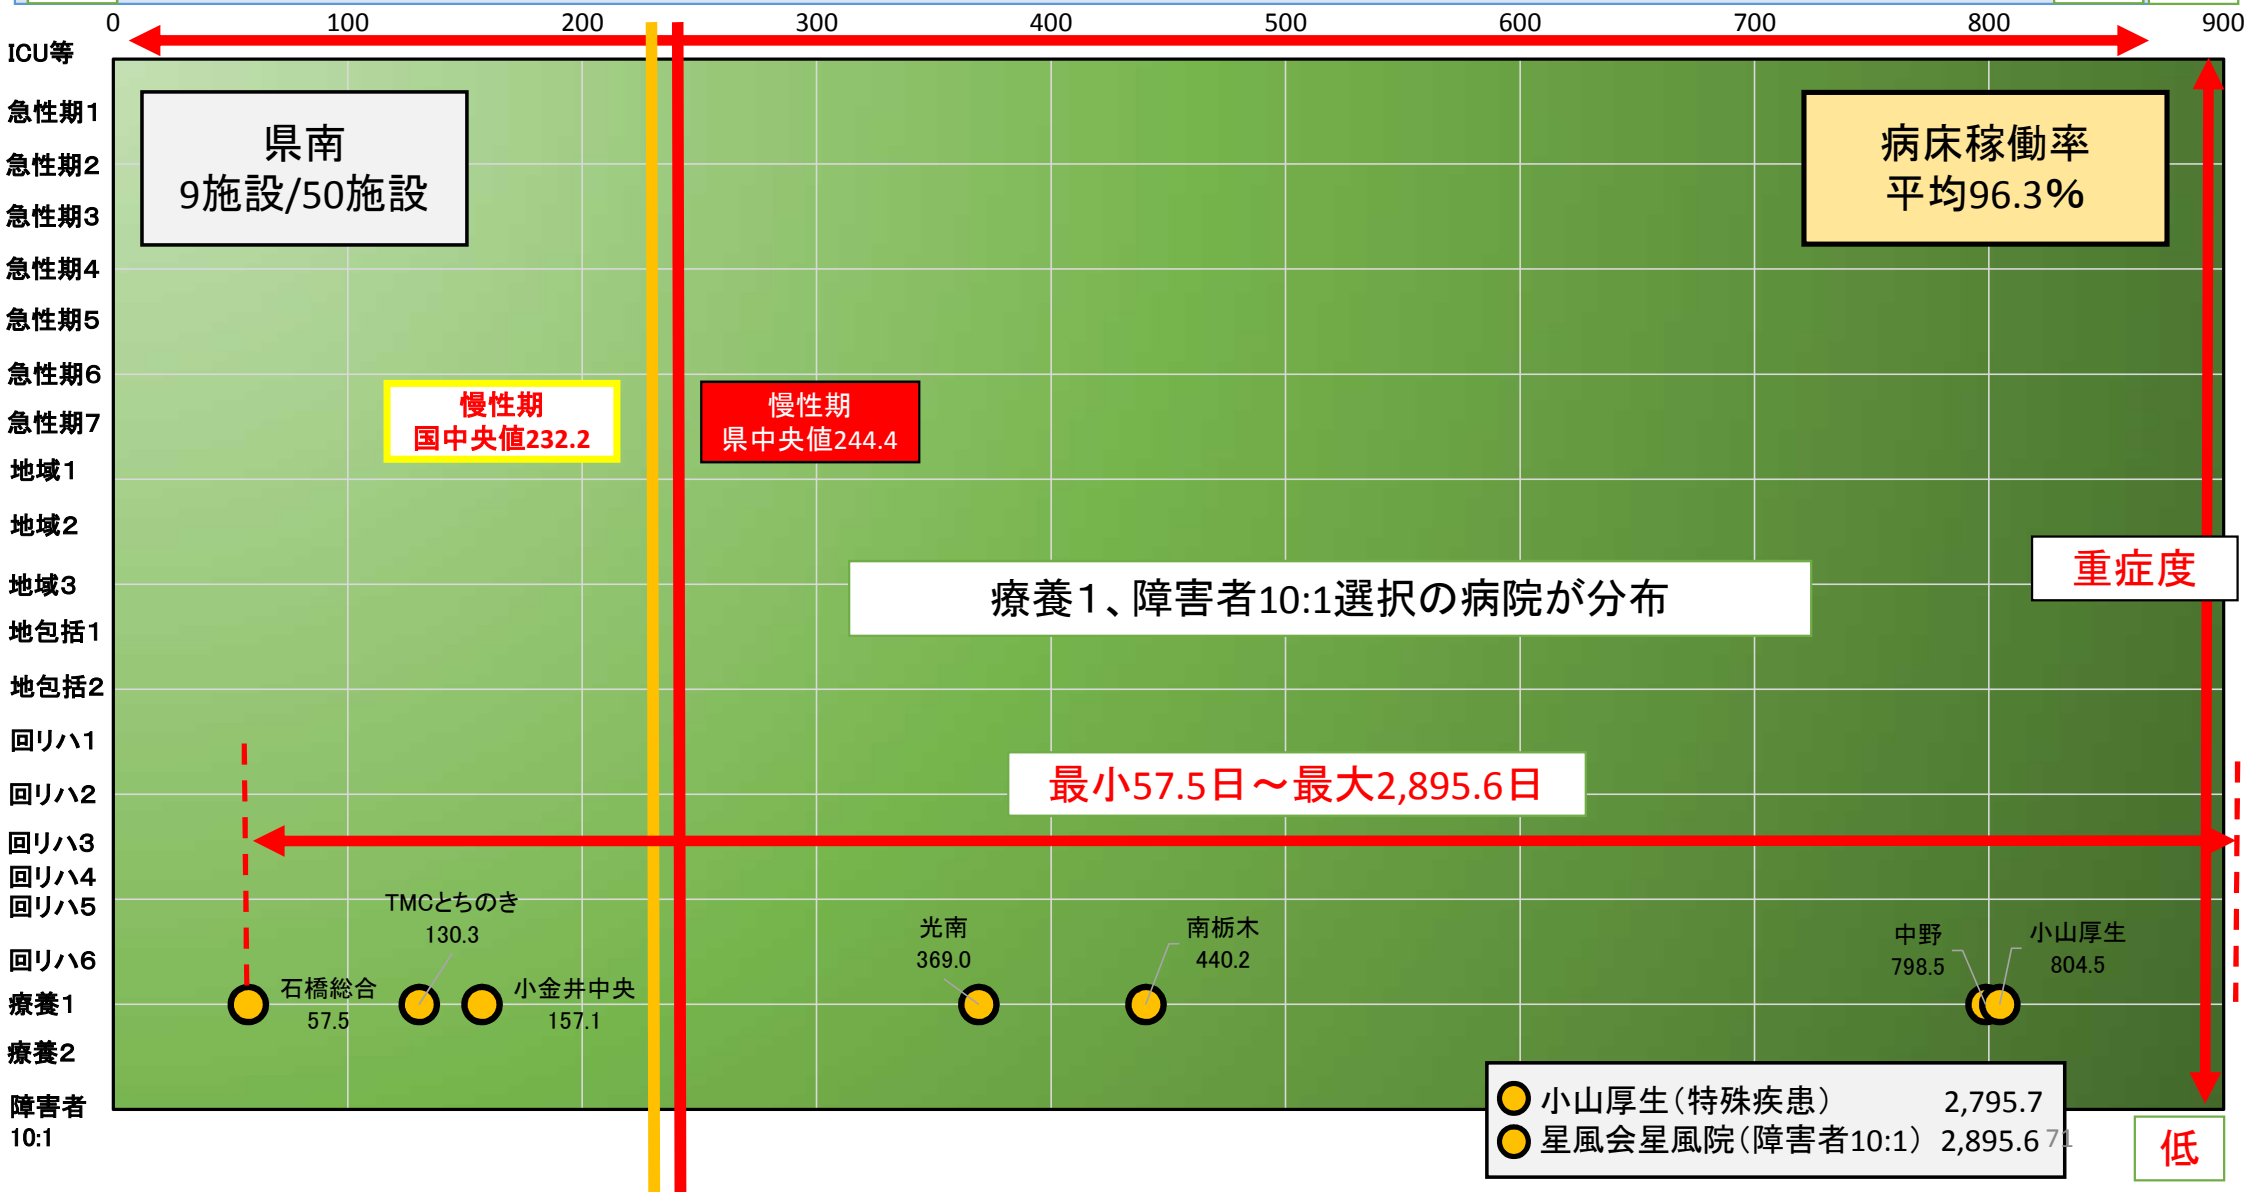 0 100 200 300 400 500 600 700 800 900
ICU等
急性期1
急性期2
急性期3
急性期4
急性期5
急性期6
急性期7
地域1
地域2
地域3
地包括1
地包括2
回リハ1
回リハ2
回リハ3
回リハ4
回リハ5
回リハ6
療養1
療養2
障害者
10:1
県南
9施設/50施設
病床稼働率
平均96.3%
慢性期
国中央値232.2
慢性期
県中央値244.4
重症度
療養1、障害者10:1選択の病院が分布
最小57.5日～最大2,895.6日
石橋総合
57.5
TMCとちのき
130.3
小金井中央
157.1
光南
369.0
南栃木
440.2
中野
798.5
小山厚生
804.5
小山厚生(特殊疾患) 2,795.7
星風会星風院(障害者10:1) 2,895.6
71
低